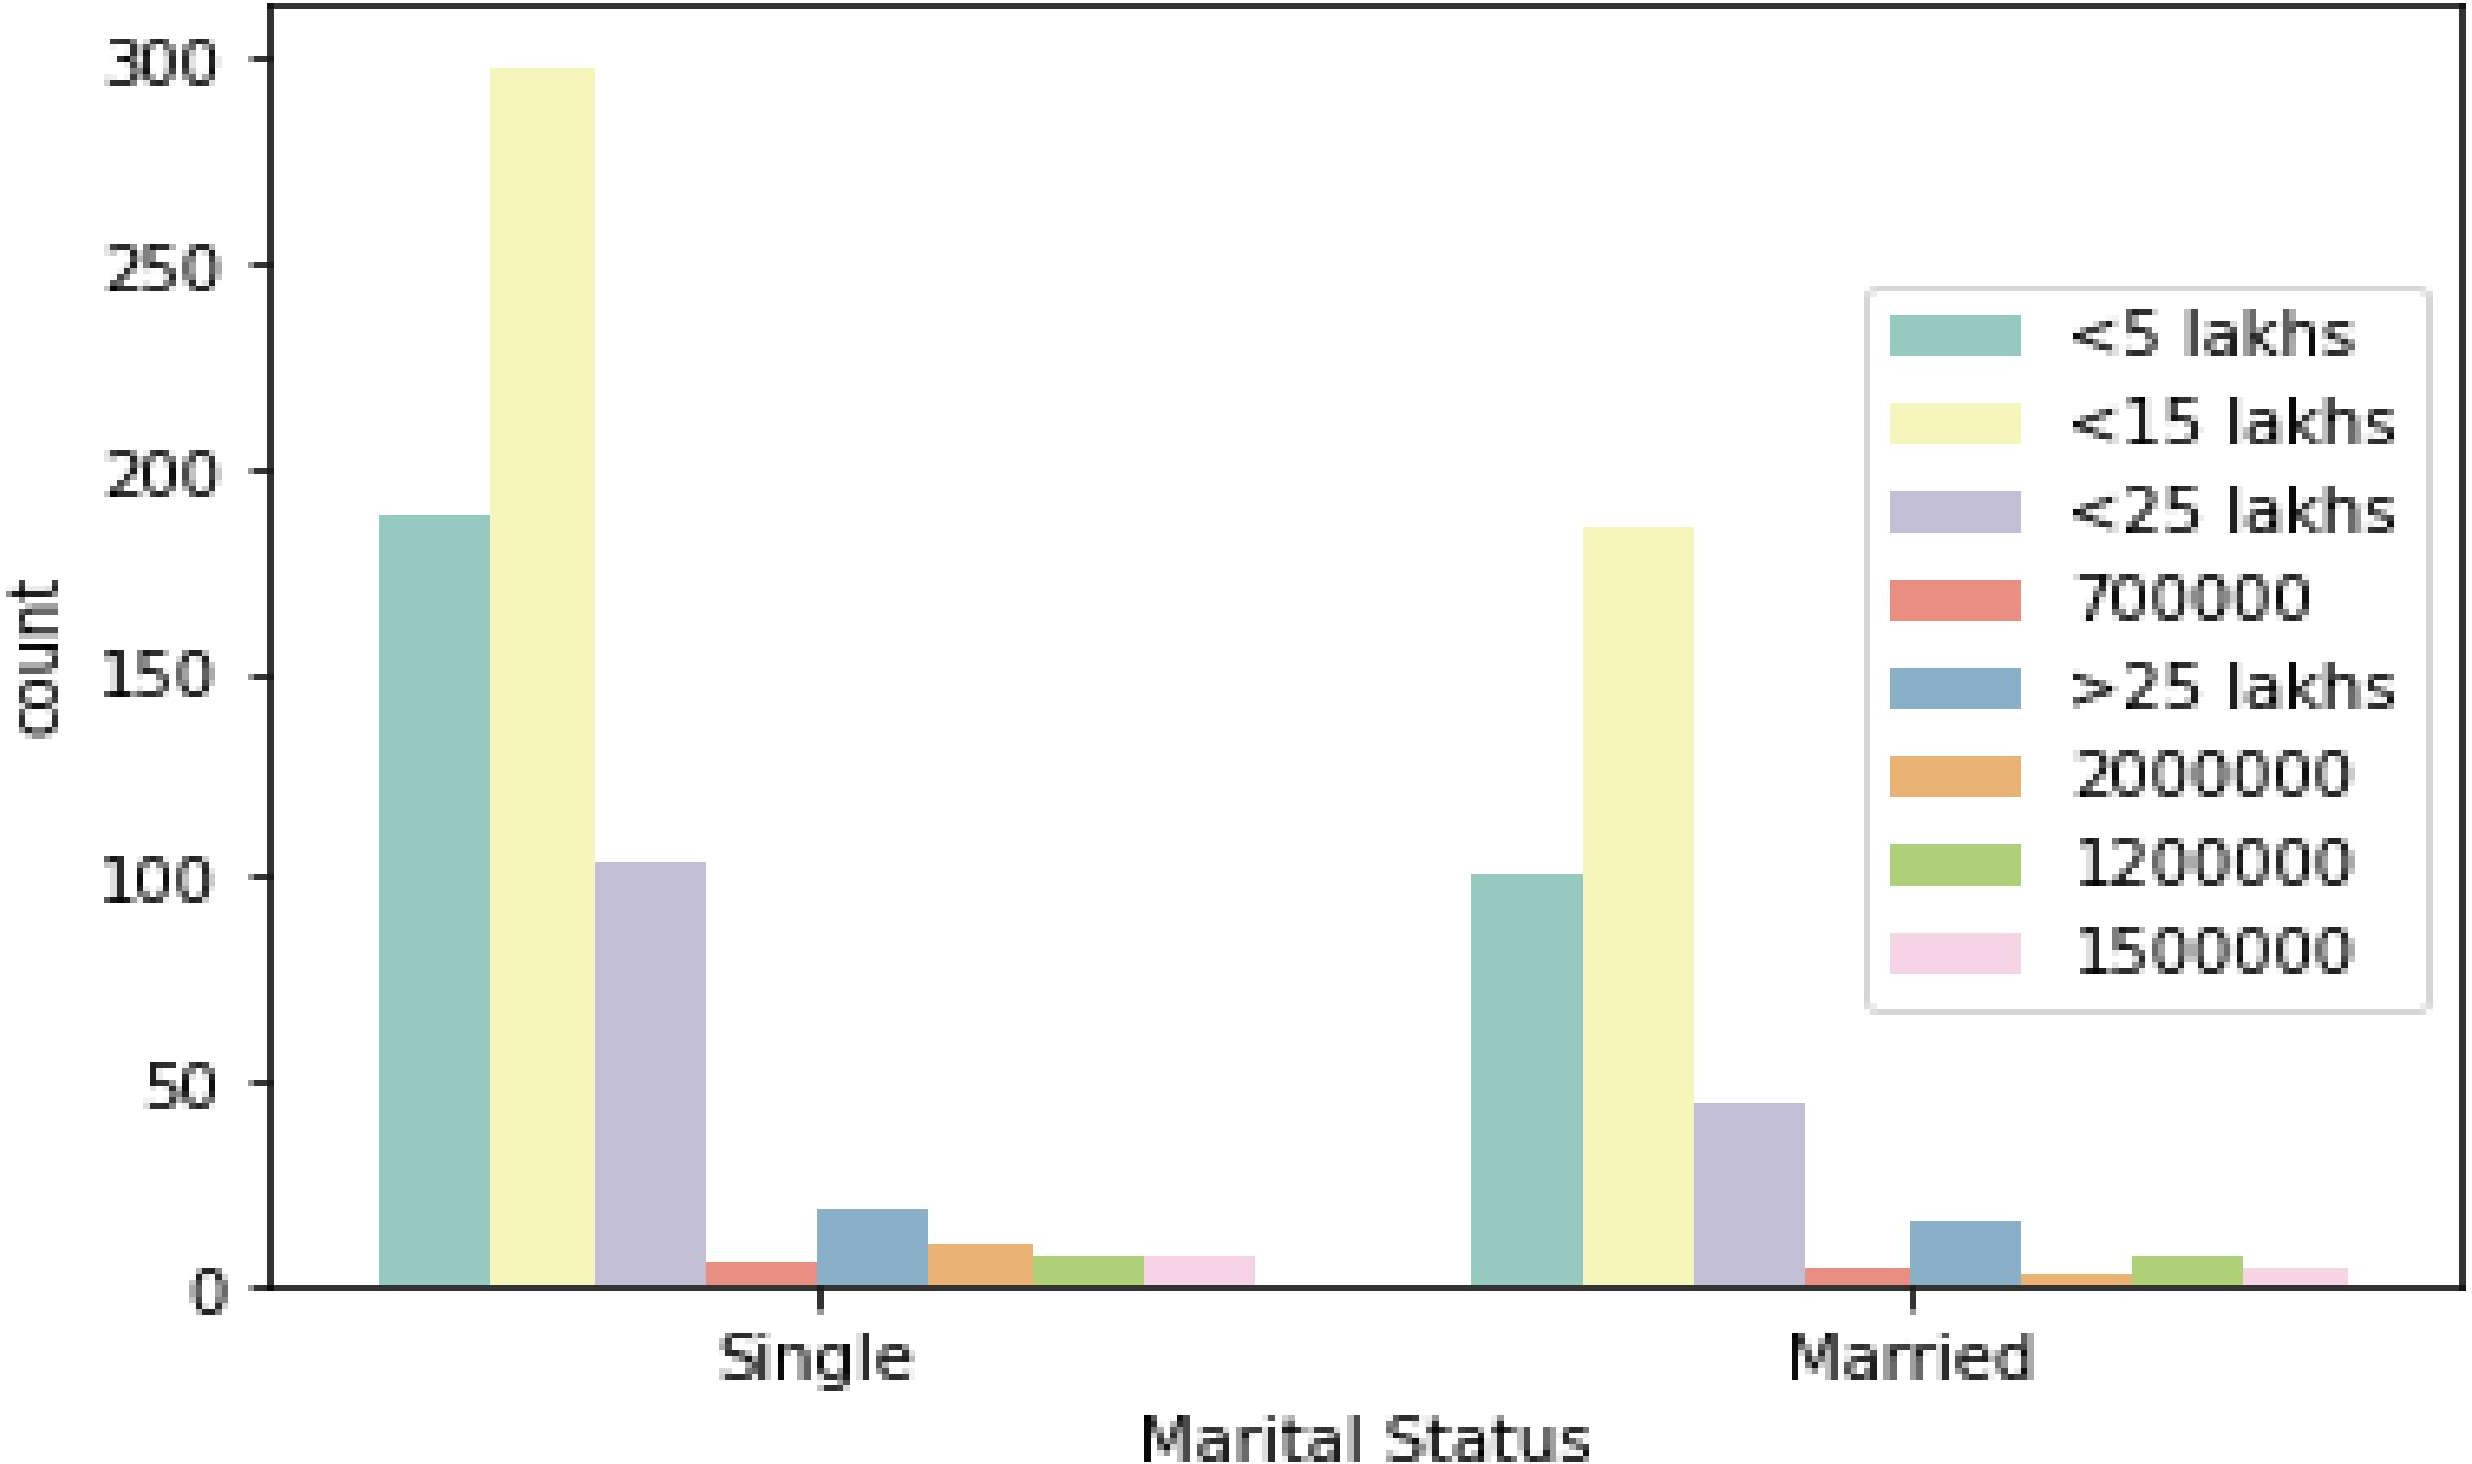 300
250
200
150
100
50
0
count
<5 lakhs
<15 lakhs
<25 lakhs
700000
>25 lakhs
2000000
1200000
1500000
Single
Married
Marital Status